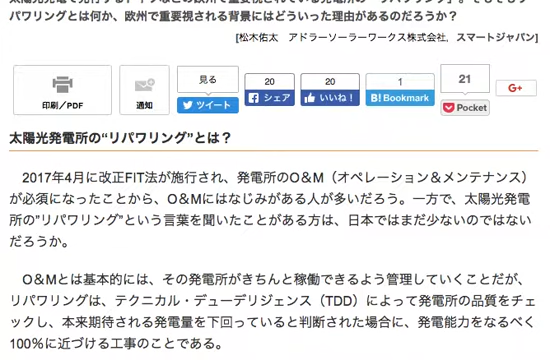 パワリングとは何か、欧州で重要視される背景にはどういった理由があるのだろうか？
[松木佑太　アドラーソーラーワークス株式会社, スマートジャパン]
印刷／PDF
通知
見る
ツイート
20
シェア
20
いいね！
1
B!Bookmark
21
Pocket
G+
太陽光発電所の“リパワリング”とは？
2017年4月に改正FIT法が施行され、発電所のO＆M（オペレーション＆メンテナンス）
が必須になったことから、O＆Mにはなじみがある人が多いだろう。一方で、太陽光発電
所の"リパワリング"という言葉を聞いたことがある方は、日本ではまだ少ないのではない
だろうか。
O＆Mとは基本的には、その発電所がきちんと稼働できるよう管理していくことだが、
リパワリングは、テクニカル・デューデリジェンス（TDD）によって発電所の品質をチェ
ックし、本来期待される発電量を下回っていると判断された場合に、発電能力をなるべく
100％に近づける工事のことである。